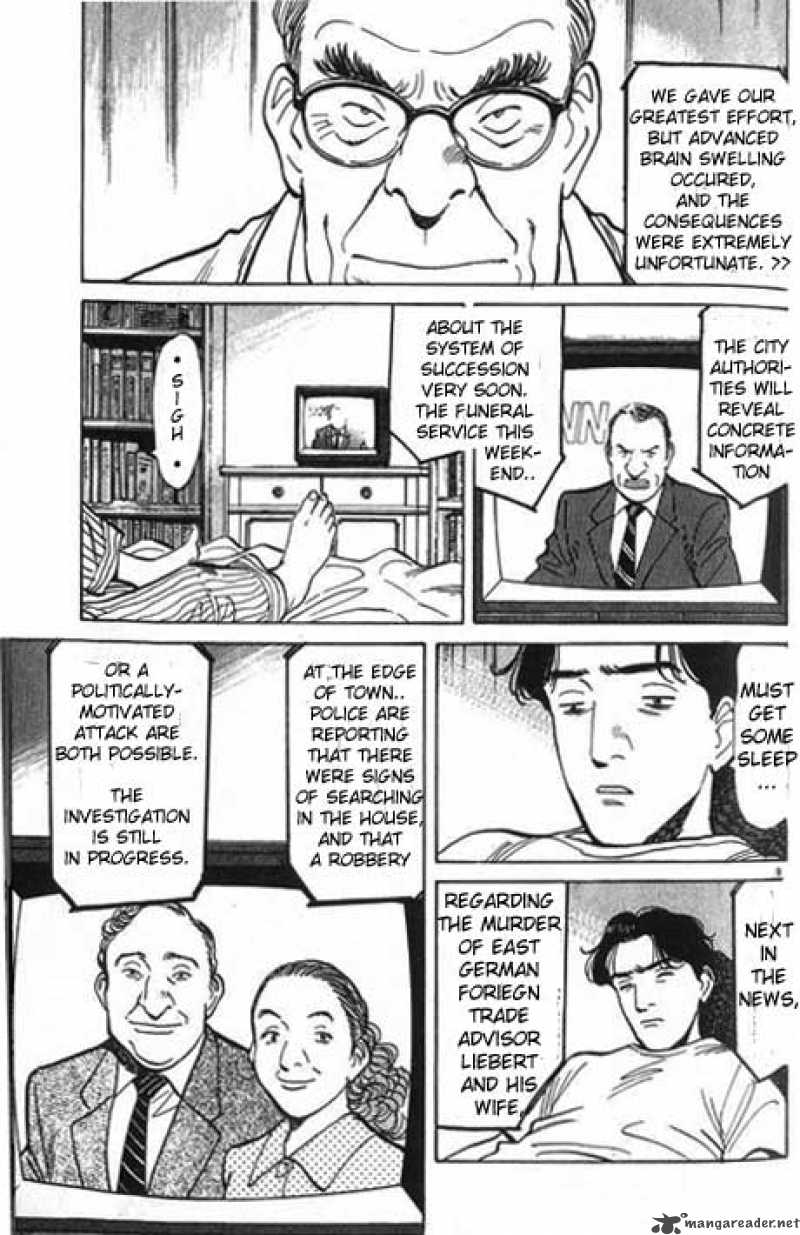 WE GAVE OUR
GREATEST EFFORT,
BUT ADVANCED
BRAIN SWELLING
OCCURED,
AND THE
CONSEQUENCES
WERE EXTREMELY
UNFORTUNATE. >>
THE CITY
AUTHORI-
TIES WILL
REVEAL
CONCRETE
INFORMA-
TION
NN
ABOUT THE
SYSTEM OF
SUCCESSION
VERY SOON.
THE FUNERAL
SERVICE THIS
WEEK-
END..
• SIGH •
MUST
GET
SOME
SLEEP
...
NEXT
IN
THE
NEWS,
REGARDING
THE MURDER
OF EAST
GERMAN
FORIEGN
TRADE
ADVISOR
LIEBERT
AND HIS
WIFE,
AT THE EDGE
OF TOWN..
POLICE ARE
REPORTING
THAT THERE
WERE SIGNS
OF SEARCHING
IN THE HOUSE,
AND THAT
A ROBBERY
OR A
POLITICALLY-
MOTIVATED
ATTACK ARE
BOTH POSSIBLE.
THE
INVESTIGATION
IS STILL
IN PROGRESS.
mangareader.net